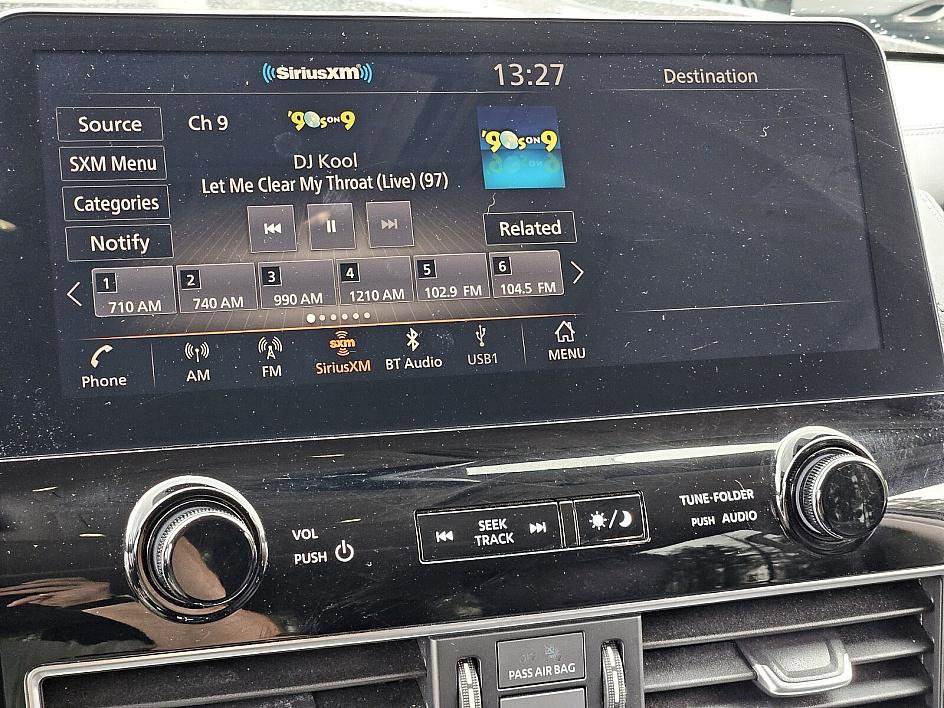 SiriusXM
13:27
Destination
Source
Ch 9
'90s ON 9
'90s ON 9
DJ Kool
SXM Menu
Let Me Clear My Throat (Live) (97)
Categories
Notify
Related
1
710 AM
2
740 AM
3
990 AM
4
1210 AM
5
102.9 FM
6
104.5 FM
Phone
AM
FM
sxm
SiriusXM
BT Audio
USB1
MENU
VOL
PUSH
SEEK
TRACK
TUNE·FOLDER
PUSH AUDIO
PASS AIR BAG